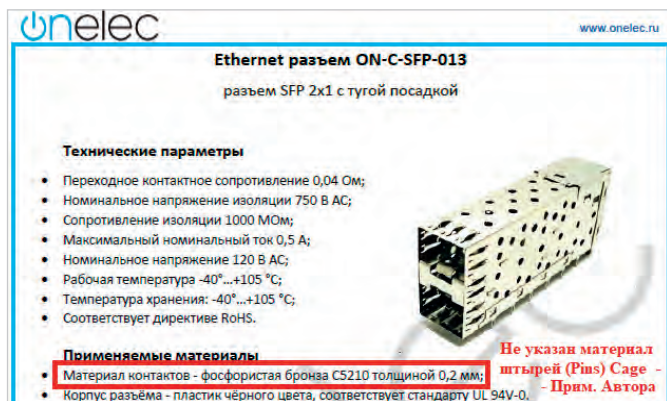 onelec
www.onelec.ru
Ethernet разъем ON-C-SFP-013
разъем SFP 2x1 с тугой посадкой
Технические параметры
• Переходное контактное сопротивление 0,04 Ом;
• Номинальное напряжение изоляции 750 В AC;
• Сопротивление изоляции 1000 МОм;
• Максимальный номинальный ток 0,5 А;
• Номинальное напряжение 120 В AC;
• Рабочая температура -40°...+105 °C;
• Температура хранения: -40°...+105 °C;
• Соответствует директиве RoHS.
Применяемые материалы
• Материал контактов - фосфористая бронза C5210 толщиной 0,2 мм;
• Корпус разъёма - пластик чёрного цвета, соответствует стандарту UL 94V-0.
Не указан материал
штырей (Pins) Cage -
- Прим. Автора